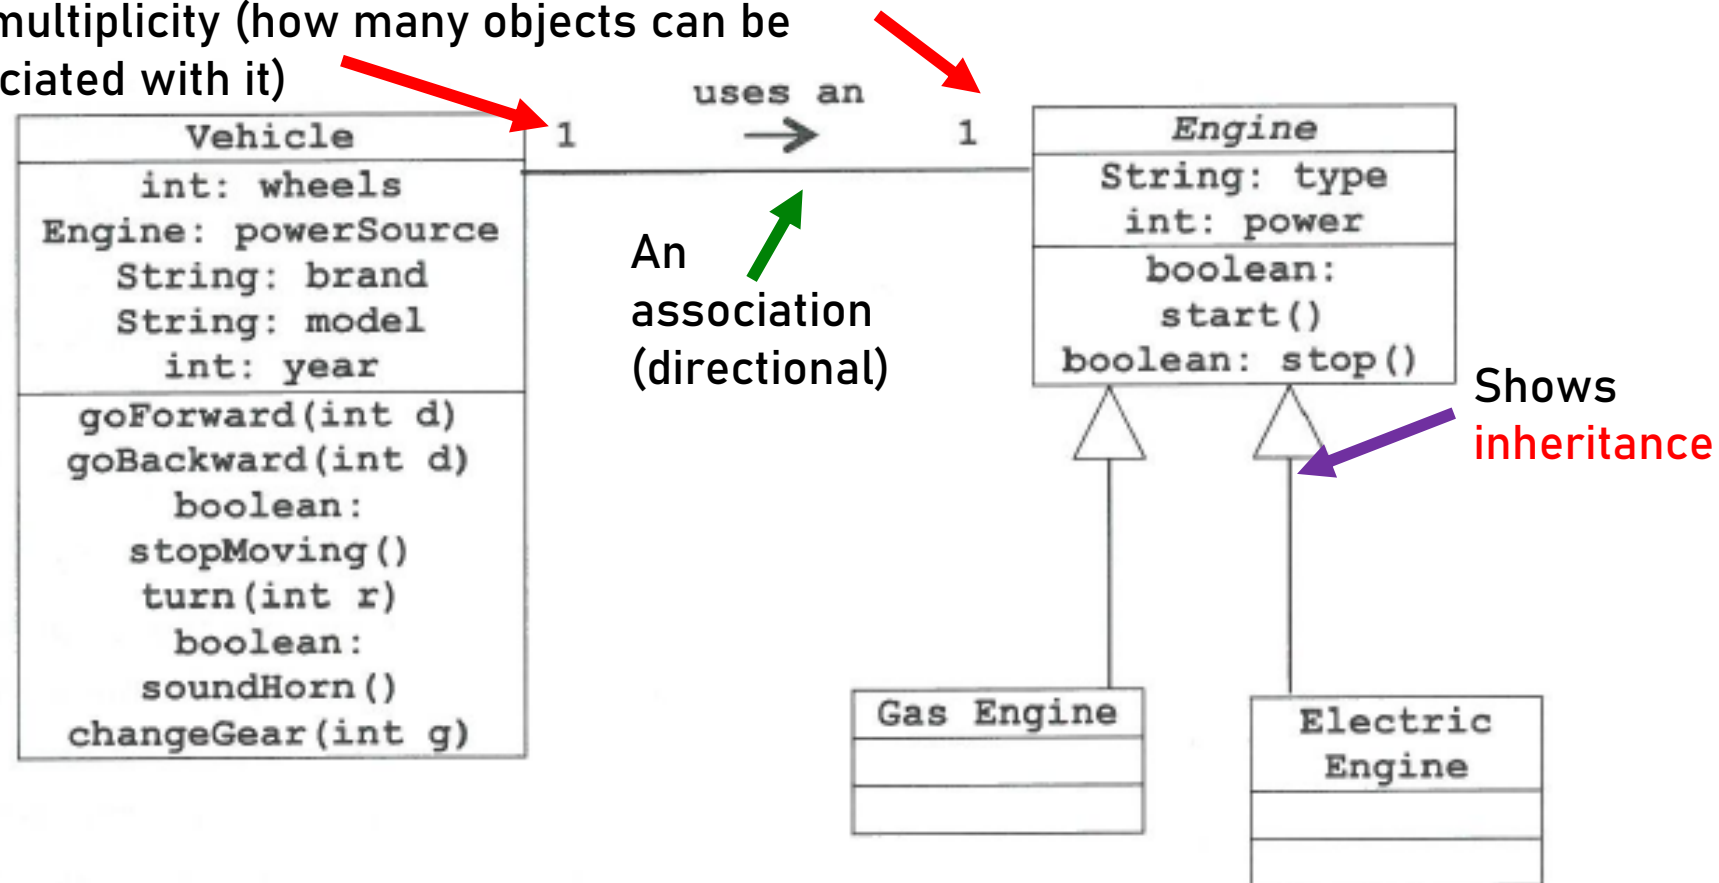 multiplicity (how many objects can be
ciated with it)
uses an
1
1
Vehicle
int: wheels
Engine: powerSource
String: brand
String: model
int: year
goForward(int d)
goBackward(int d)
boolean:
stopMoving()
turn(int r)
boolean:
soundHorn()
changeGear(int g)
An
association
(directional)
Engine
String: type
int: power
boolean:
start()
boolean: stop()
Shows
inheritance
Gas Engine
Electric
Engine